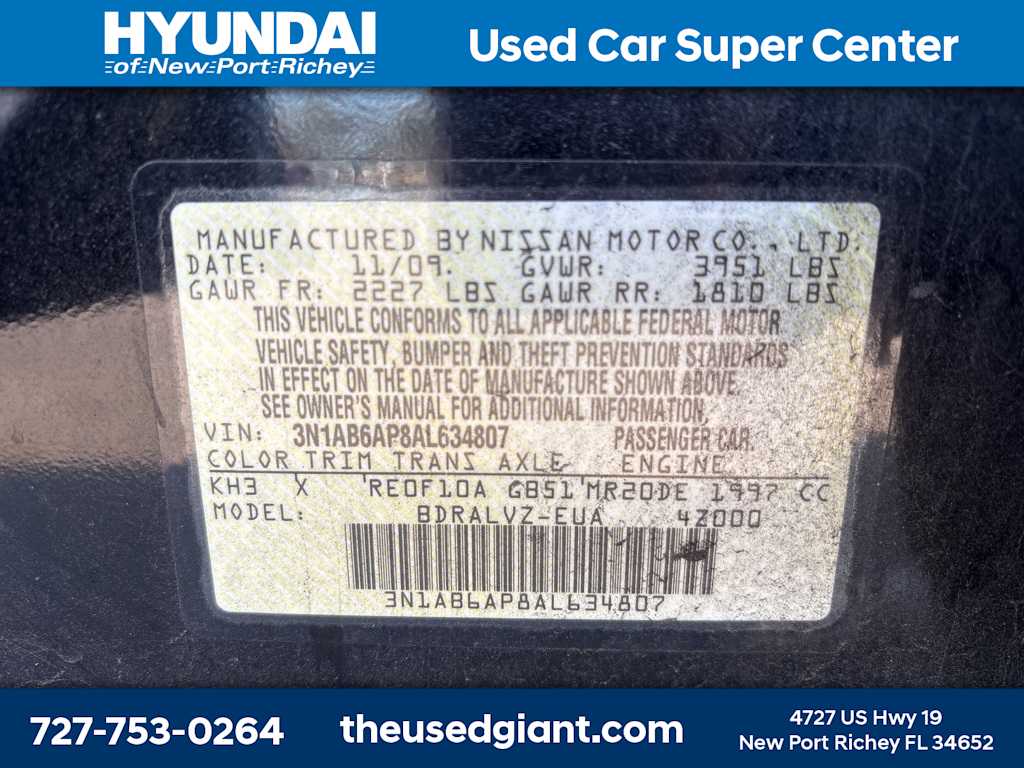 HYUNDAI
of New Port Richey
Used Car Super Center
MANUFACTURED BY NISSAN MOTOR CO., LTD.
DATE: 11/09. GVWR: 3951 LBS
GAWR FR: 2227 LBS GAWR RR: 1810 LBS
THIS VEHICLE CONFORMS TO ALL APPLICABLE FEDERAL MOTOR
VEHICLE SAFETY, BUMPER AND THEFT PREVENTION STANDARDS
IN EFFECT ON THE DATE OF MANUFACTURE SHOWN ABOVE.
SEE OWNER'S MANUAL FOR ADDITIONAL INFORMATION,
VIN: 3N1AB6AP8AL634807 PASSENGER CAR.
COLOR TRIM TRANS AXLE ENGINE
KH3 X RE0F10A GB51 MR20DE 1997 CC
MODEL: BDRALVZ-EUA 4Z000
3N1AB6AP8AL634807
727-753-0264
theusedgiant.com
4727 US Hwy 19
New Port Richey FL 34652